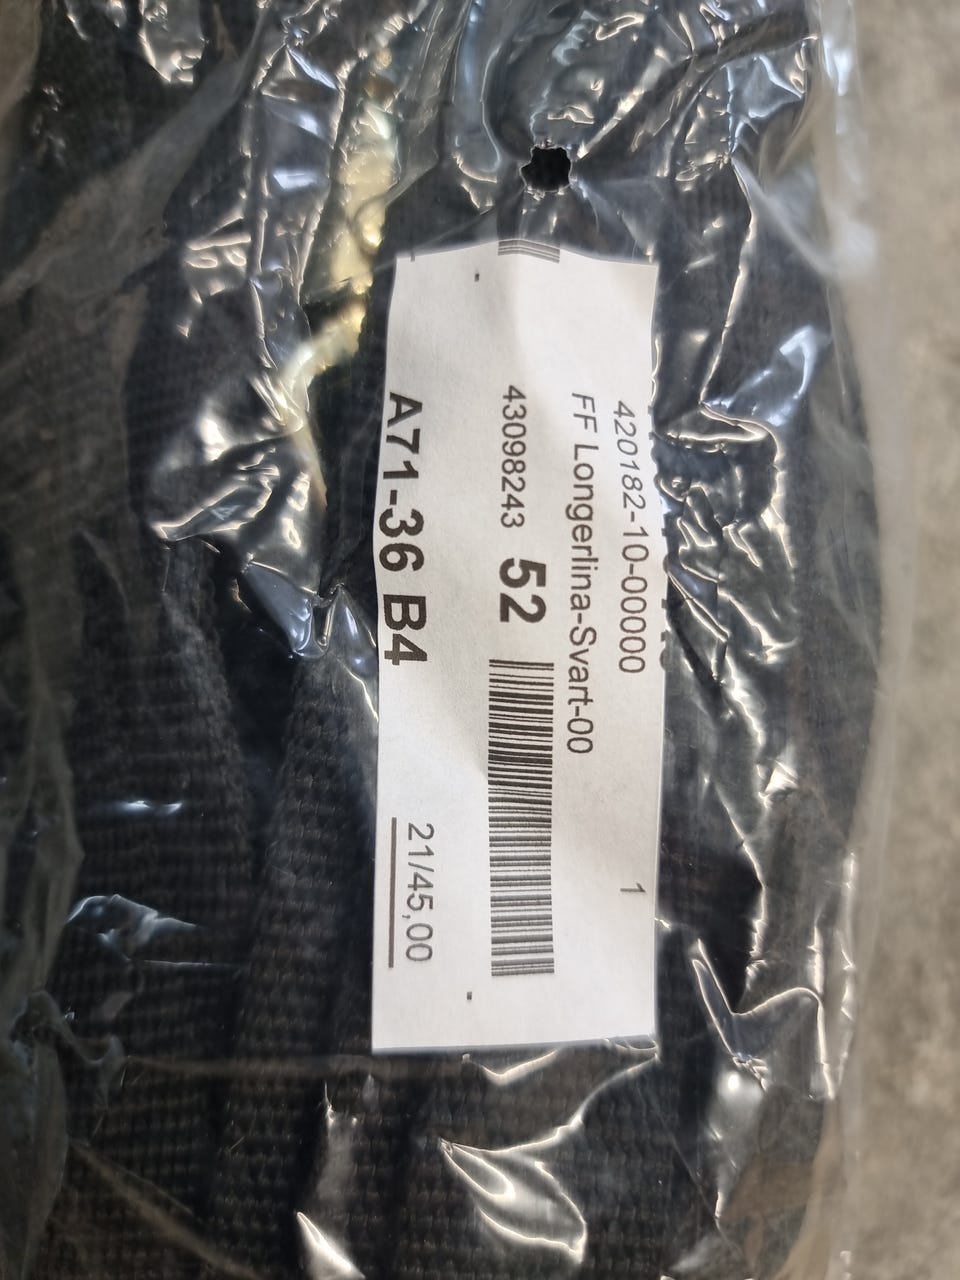 420182-10-00000 1
FF Longerlina-Svart-00
43098243 52
A71-36 B4 21/45,00